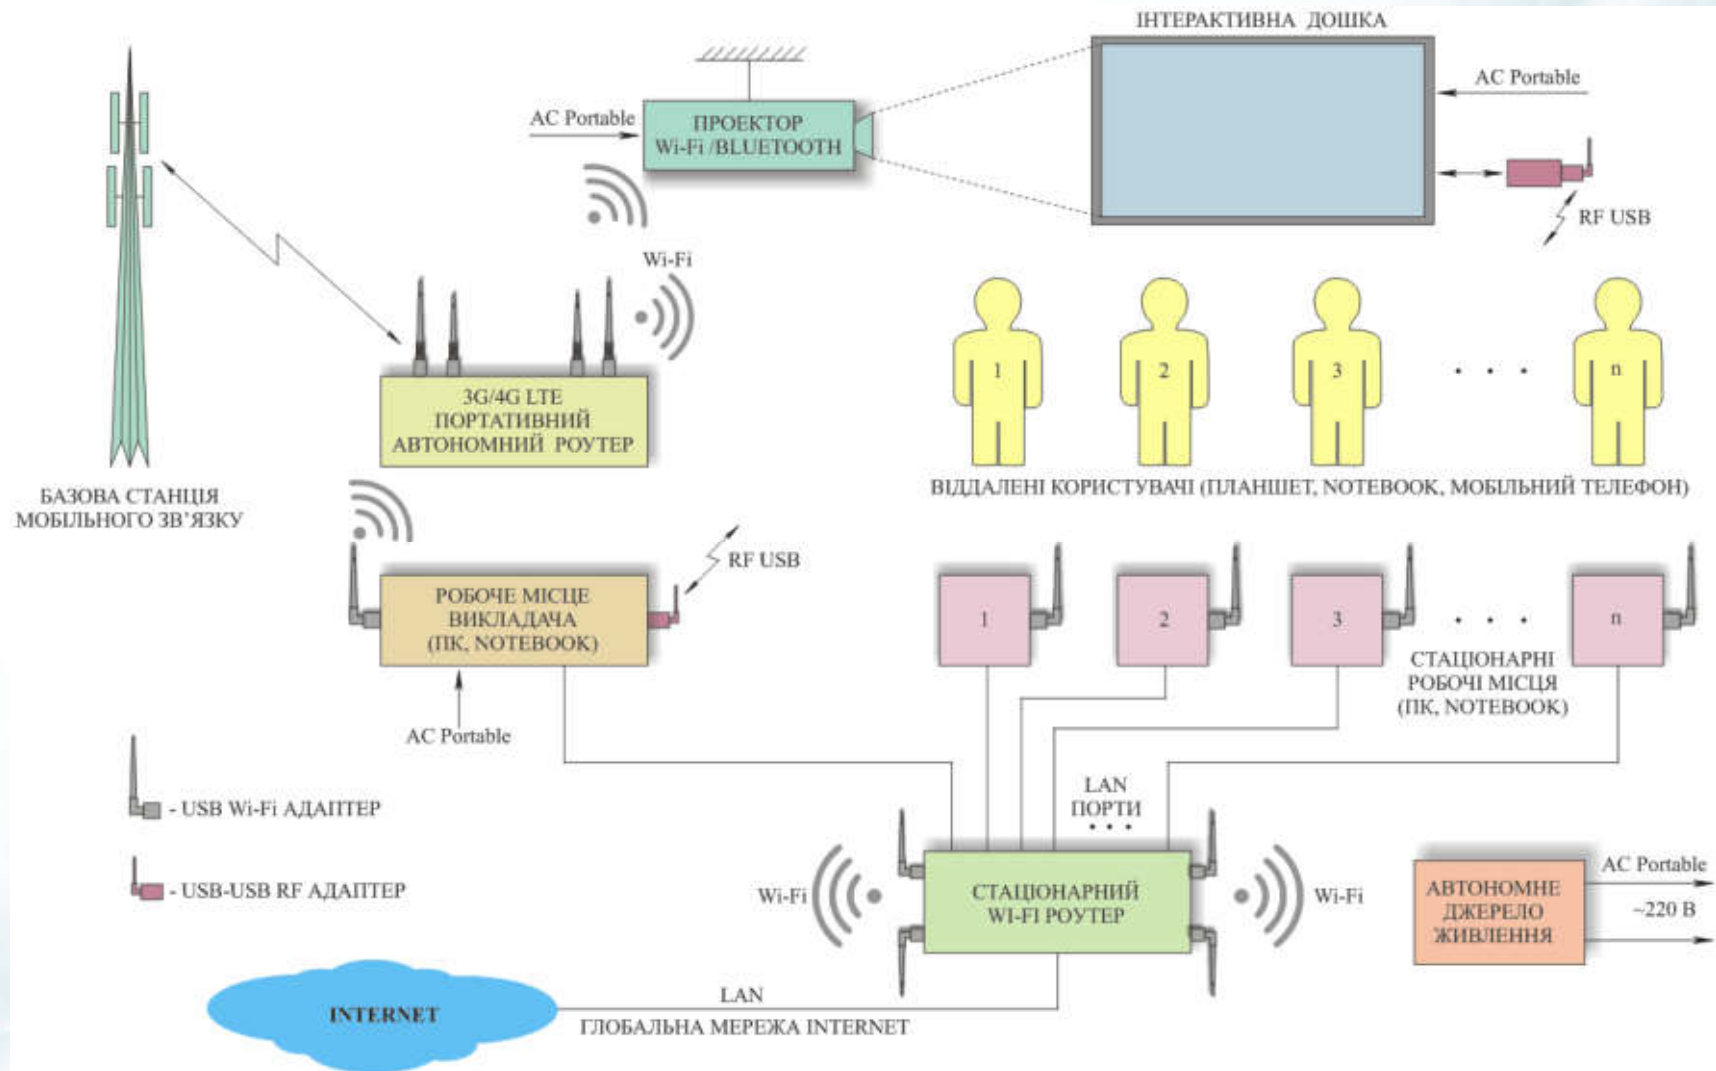 ІНТЕРАКТИВНА ДОШКА
AC Portable
ПРОЕКТОР
Wi-Fi /BLUETOOTH
AC Portable
RF USB
Wi-Fi
3G/4G LTE
ПОРТАТИВНИЙ
АВТОНОМНИЙ РОУТЕР
1
2
3
. . .
n
БАЗОВА СТАНЦІЯ
МОБІЛЬНОГО ЗВ’ЯЗКУ
ВІДДАЛЕНІ КОРИСТУВАЧІ (ПЛАНШЕТ, NOTEBOOK, МОБІЛЬНИЙ ТЕЛЕФОН)
RF USB
РОБОЧЕ МІСЦЕ
ВИКЛАДАЧА
(ПК, NOTEBOOK)
1
2
3
. . .
n
СТАЦІОНАРНІ
РОБОЧІ МІСЦЯ
(ПК, NOTEBOOK)
AC Portable
- USB Wi-Fi АДАПТЕР
LAN
ПОРТИ
. . .
- USB-USB RF АДАПТЕР
Wi-Fi
СТАЦІОНАРНИЙ
WI-FI РОУТЕР
Wi-Fi
АВТОНОМНЕ
ДЖЕРЕЛО
ЖИВЛЕННЯ
AC Portable
~220 В
INTERNET
LAN
ГЛОБАЛЬНА МЕРЕЖА INTERNET